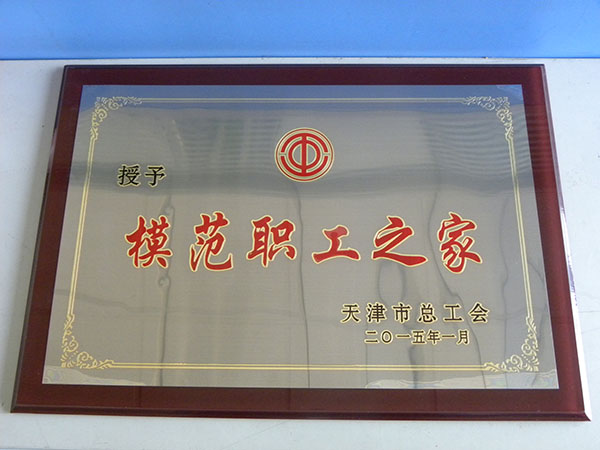 授予
模范职工之家
天津市总工会
二〇一五年一月